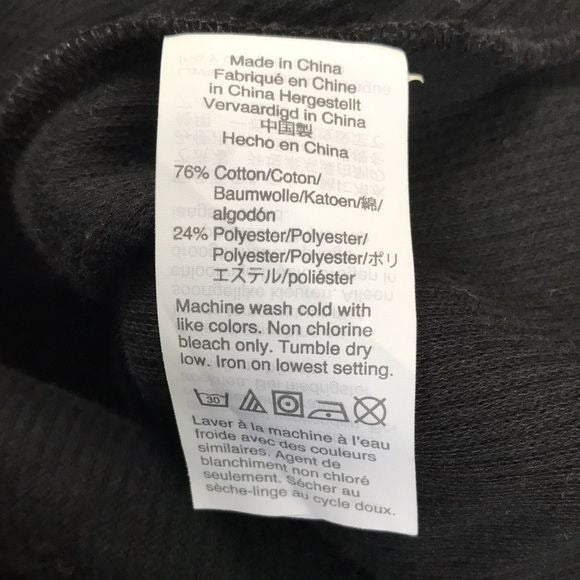 Made in China
Fabriqué en Chine
in China Hergestellt
Vervaardigd in China
中国製
Hecho en China
76% Cotton/Coton/
Baumwolle/Katoen/綿/
algodón
24% Polyester/Polyester/
Polyester/Polyester/ポリ
エステル/poliéster
Machine wash cold with
like colors. Non chlorine
bleach only. Tumble dry
low. Iron on lowest setting.
30
Laver à la machine à l'eau
froide avec des couleurs
similaires. Agent de
blanchiment non chloré
seulement. Sécher au
sèche-linge au cycle doux.